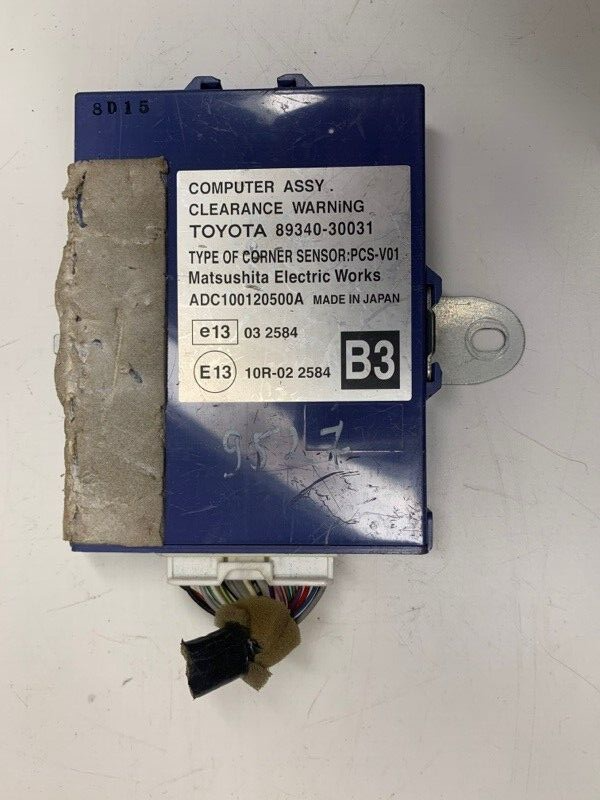 8D15
COMPUTER ASSY.
CLEARANCE WARNiNG
TOYOTA 89340-30031
TYPE OF CORNER SENSOR:PCS-V01
Matsushita Electric Works
ADC100120500A MADE IN JAPAN
e13 03 2584
E13 10R-02 2584
B3